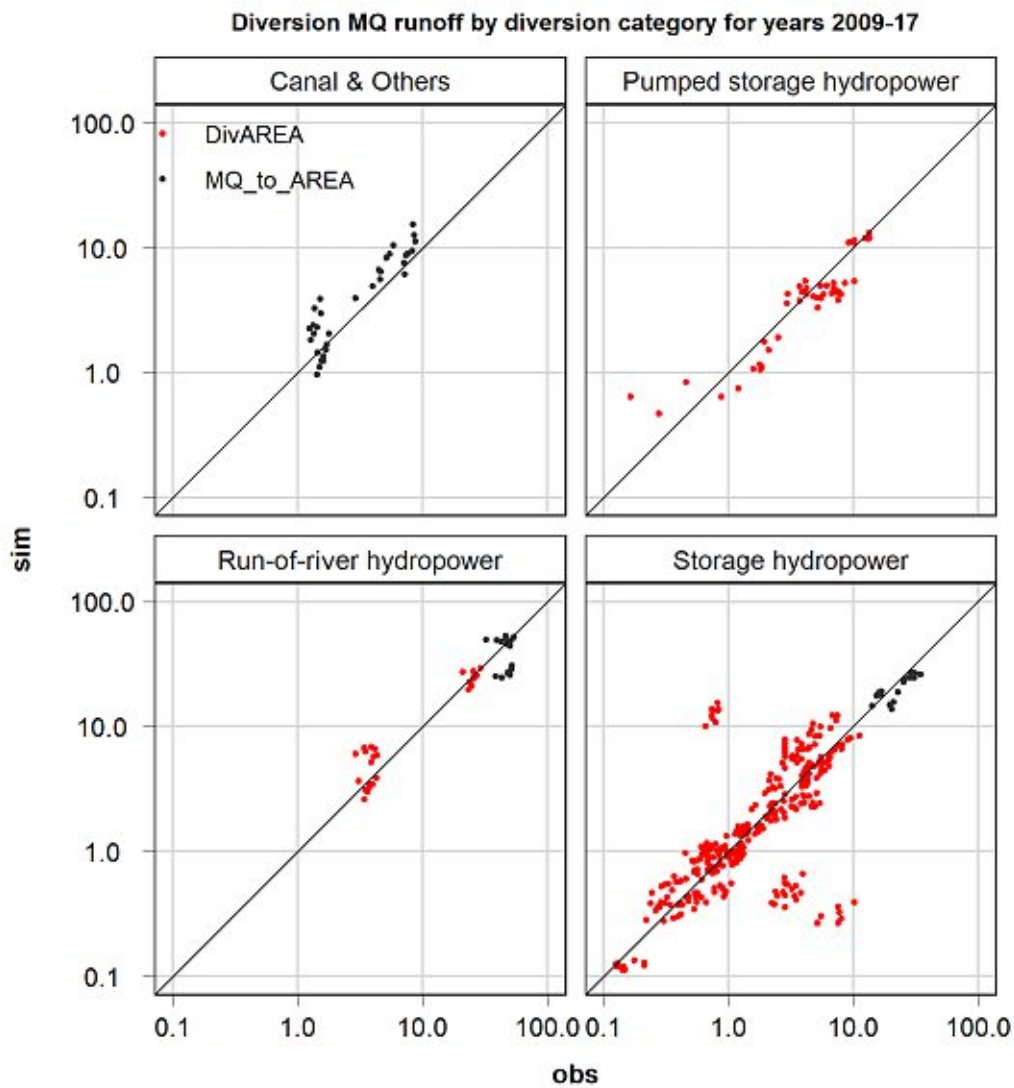 Diversion MQ runoff by diversion category for years 2009-17
Canal & Others
Pumped storage hydropower
100.0
10.0
1.0
0.1
DivAREA
MQ_to_AREA
sim
Run-of-river hydropower
Storage hydropower
100.0
10.0
1.0
0.1
0.1 1.0 10.0 100.0 0.1 1.0 10.0 100.0
obs